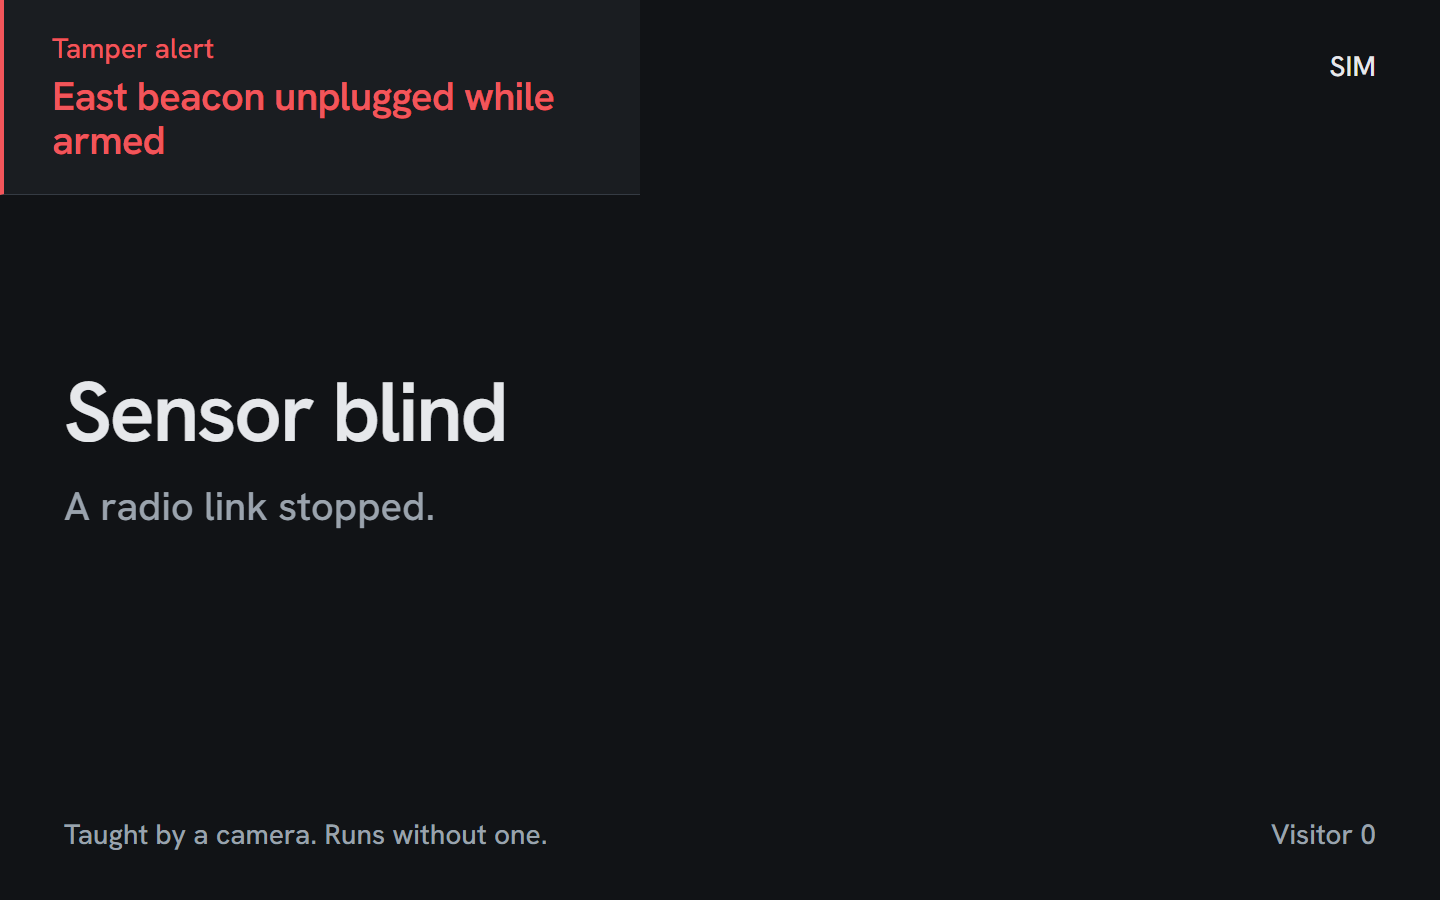 Tamper alert
East beacon unplugged while
armed
SIM
Sensor blind
A radio link stopped.
Taught by a camera. Runs without one.
Visitor 0